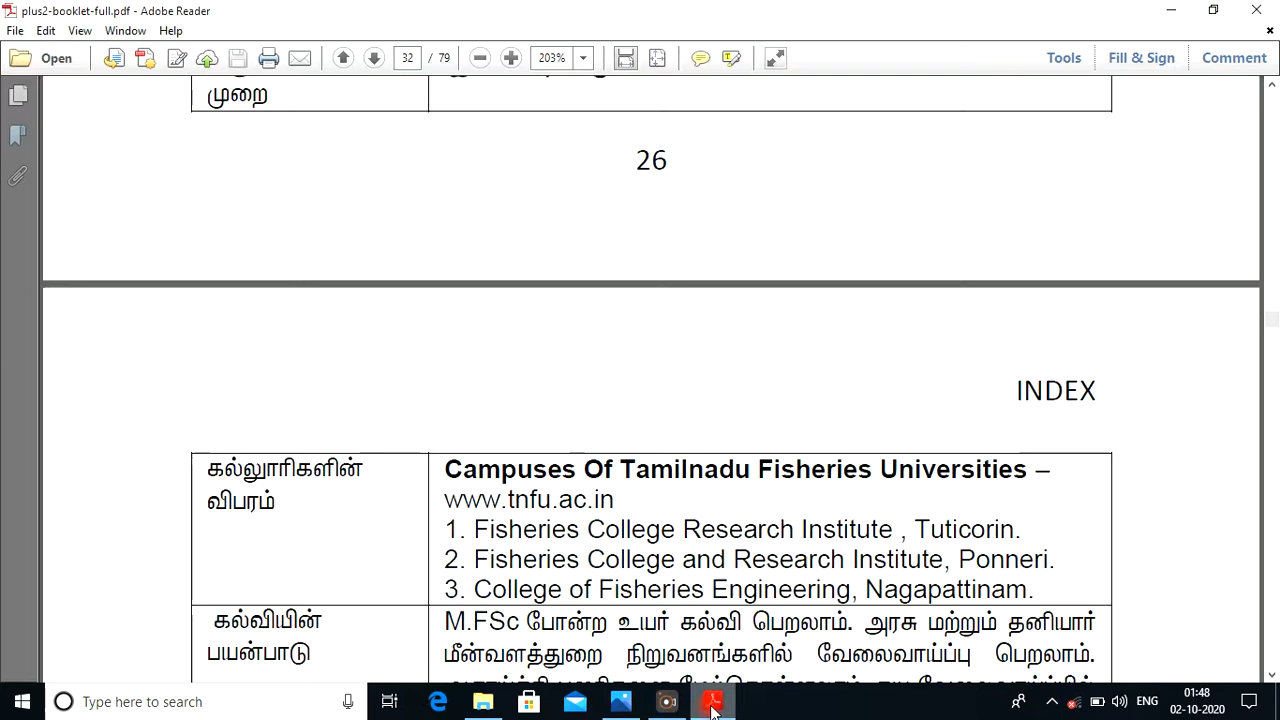 plus2-booklet-full.pdf - Adobe Reader
File Edit View Window Help
Open 32 / 79 203% Tools Fill & Sign Comment
முறை
26
INDEX
கல்லூரிகளின் விபரம்
Campuses Of Tamilnadu Fisheries Universities –
www.tnfu.ac.in
1. Fisheries College Research Institute , Tuticorin.
2. Fisheries College and Research Institute, Ponneri.
3. College of Fisheries Engineering, Nagapattinam.
கல்வியின் பயன்பாடு
M.FSc போன்ற உயர் கல்வி பெறலாம். அரசு மற்றும் தனியார்
மீன்வளத்துறை நிறுவனங்களில் வேலைவாய்ப்பு பெறலாம்.
Type here to search
ENG
01:48
02-10-2020